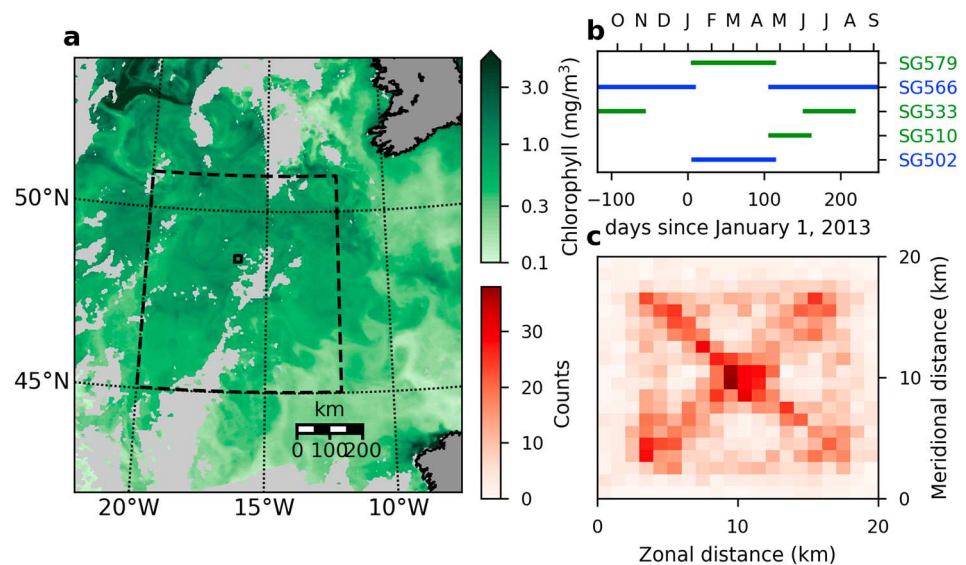 a
50°N
45°N
20°W
15°W
10°W
km
0 100 200
3.0
1.0
0.3
0.1
Chlorophyll (mg/m³)
30
20
10
0
Counts
b
O N D J F M A M J J A S
SG579
SG566
SG533
SG510
SG502
−100 0 100 200
days since January 1, 2013
c
20
10
0
Meridional distance (km)
0 10 20
Zonal distance (km)